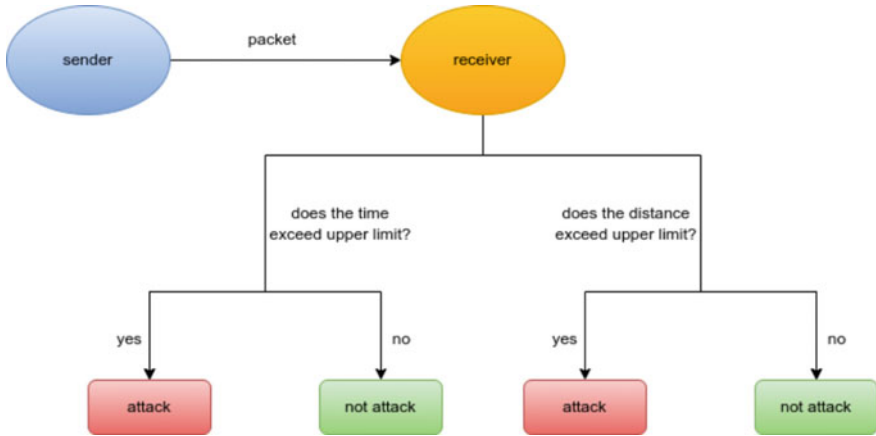 packet
sender
receiver
does the time
exceed upper limit?
does the distance
exceed upper limit?
yes
no
yes
no
attack
not attack
attack
not attack